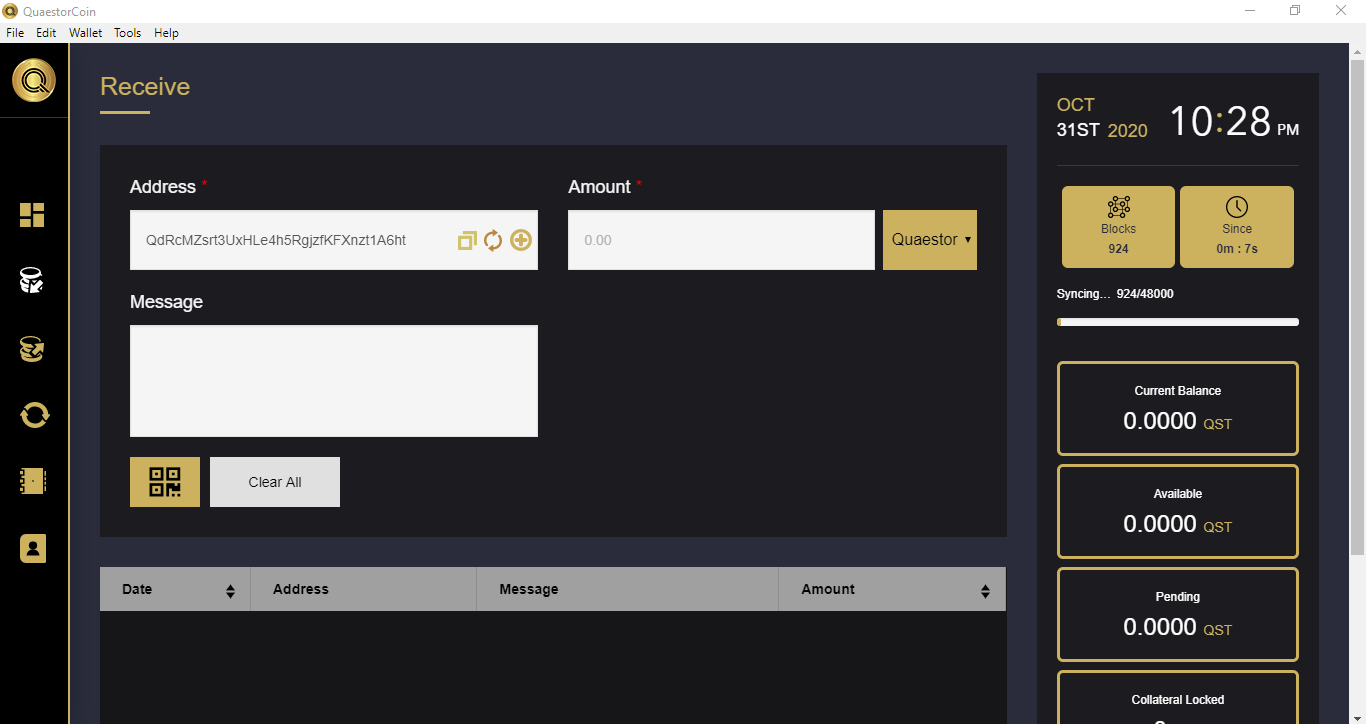 QuaestorCoin
File Edit Wallet Tools Help
Receive
Address *
Amount *
QdRcMZsrt3UxHLe4h5RgjzfKFXnzt1A6ht
0.00
Quaestor
Message
Clear All
Date Address Message Amount
OCT
31ST 2020
10:28 PM
Blocks
924
Since
0m : 7s
Syncing... 924/48000
Current Balance
0.0000 QST
Available
0.0000 QST
Pending
0.0000 QST
Collateral Locked